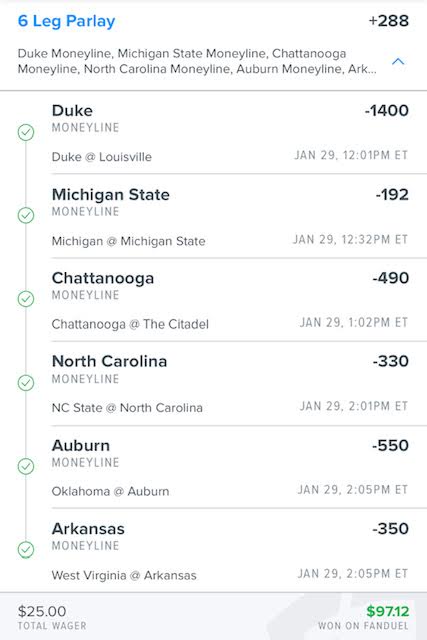 6 Leg Parlay +288
Duke Moneyline, Michigan State Moneyline, Chattanooga
Moneyline, North Carolina Moneyline, Auburn Moneyline, Ark...
Duke -1400
MONEYLINE
Duke @ Louisville JAN 29, 12:01PM ET
Michigan State -192
MONEYLINE
Michigan @ Michigan State JAN 29, 12:32PM ET
Chattanooga -490
MONEYLINE
Chattanooga @ The Citadel JAN 29, 1:02PM ET
North Carolina -330
MONEYLINE
NC State @ North Carolina JAN 29, 2:01PM ET
Auburn -550
MONEYLINE
Oklahoma @ Auburn JAN 29, 2:05PM ET
Arkansas -350
MONEYLINE
West Virginia @ Arkansas JAN 29, 2:05PM ET
$25.00 $97.12
TOTAL WAGER WON ON FANDUEL